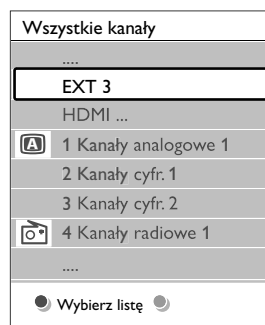 Wszystkie kanały
....
EXT 3
HDMI ...
A 1 Kanały analogowe 1
2 Kanały cyfr. 1
3 Kanały cyfr. 2
4 Kanały radiowe 1
....
Wybierz listę